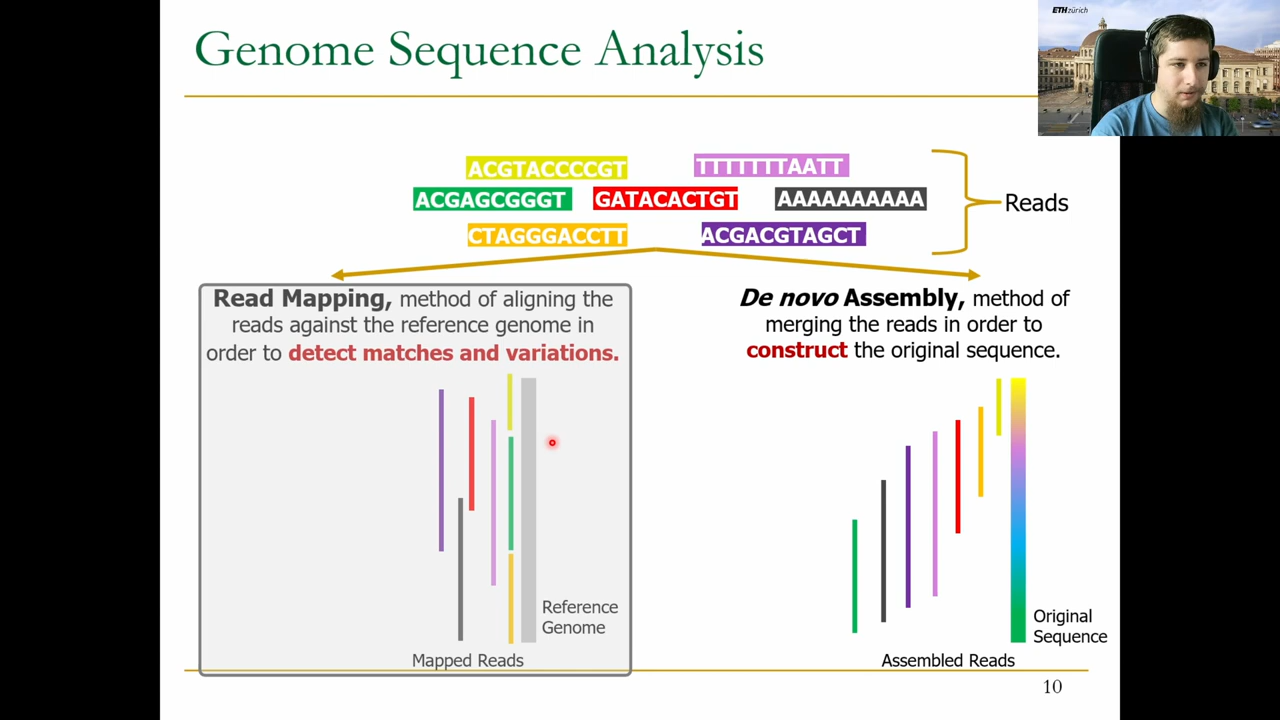 Genome Sequence Analysis
ETHzürich
ACGTACCCCGT
TTTTTTTAATT
ACGAGCGGGT
GATACACTGT
AAAAAAAAAA
Reads
CTAGGGACCTT
ACGACGTAGCT
Read Mapping, method of aligning the
reads against the reference genome in
order to detect matches and variations.
De novo Assembly, method of
merging the reads in order to
construct the original sequence.
Reference
Genome
Mapped Reads
Original
Sequence
Assembled Reads
10